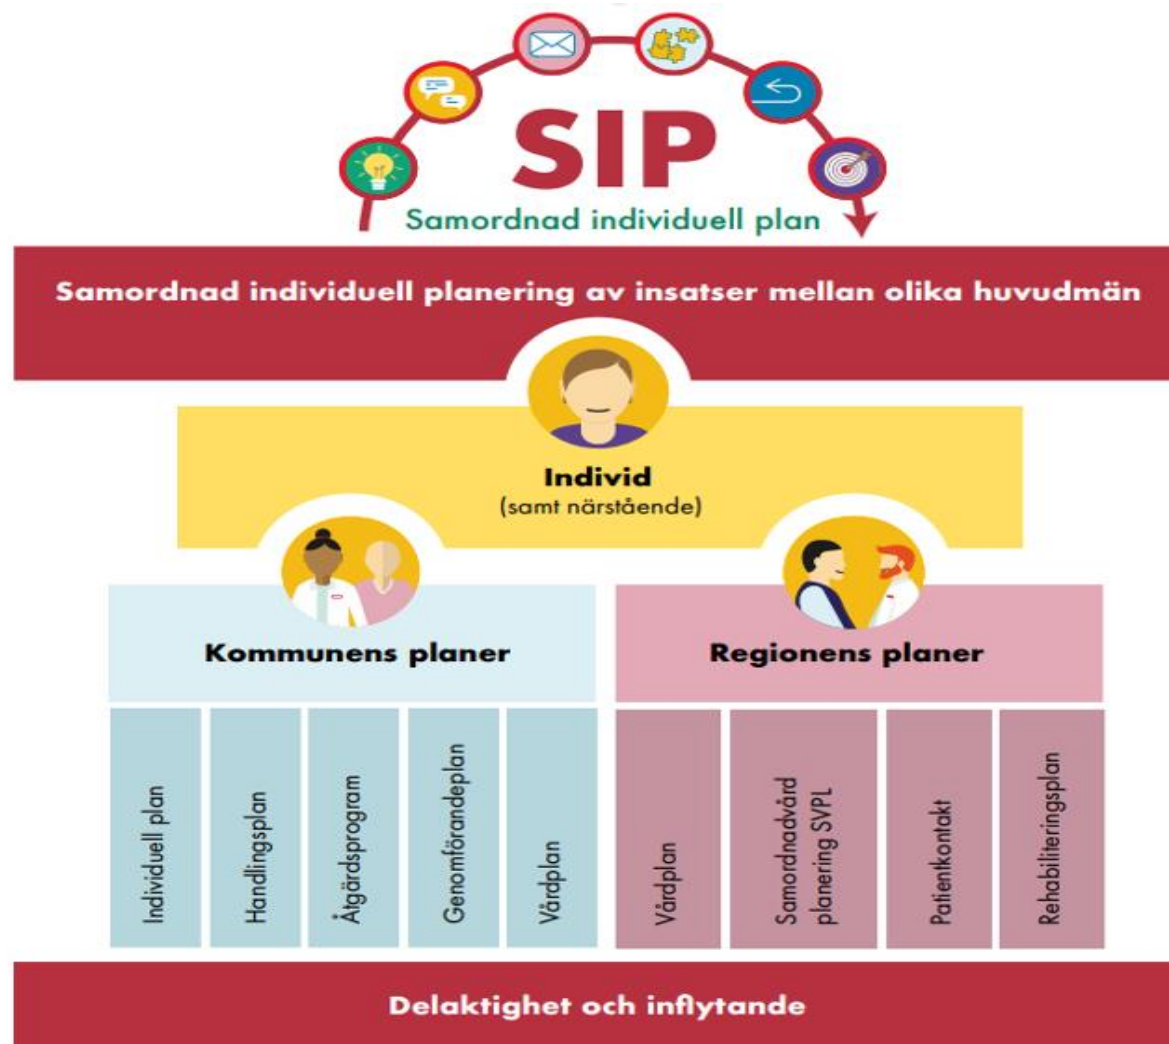 SIP
Samordnad individuell plan
Samordnad individuell planering av insatser mellan olika huvudmän
Individ
(samt närstående)
Kommunens planer
Regionens planer
Individuell plan
Handlingsplan
Åtgärdsprogram
Genomförandeplan
Vårdplan
Vårdplan
Samordnadvård
planering SVPL
Patientkontakt
Rehabiliteringsplan
Delaktighet och inflytande